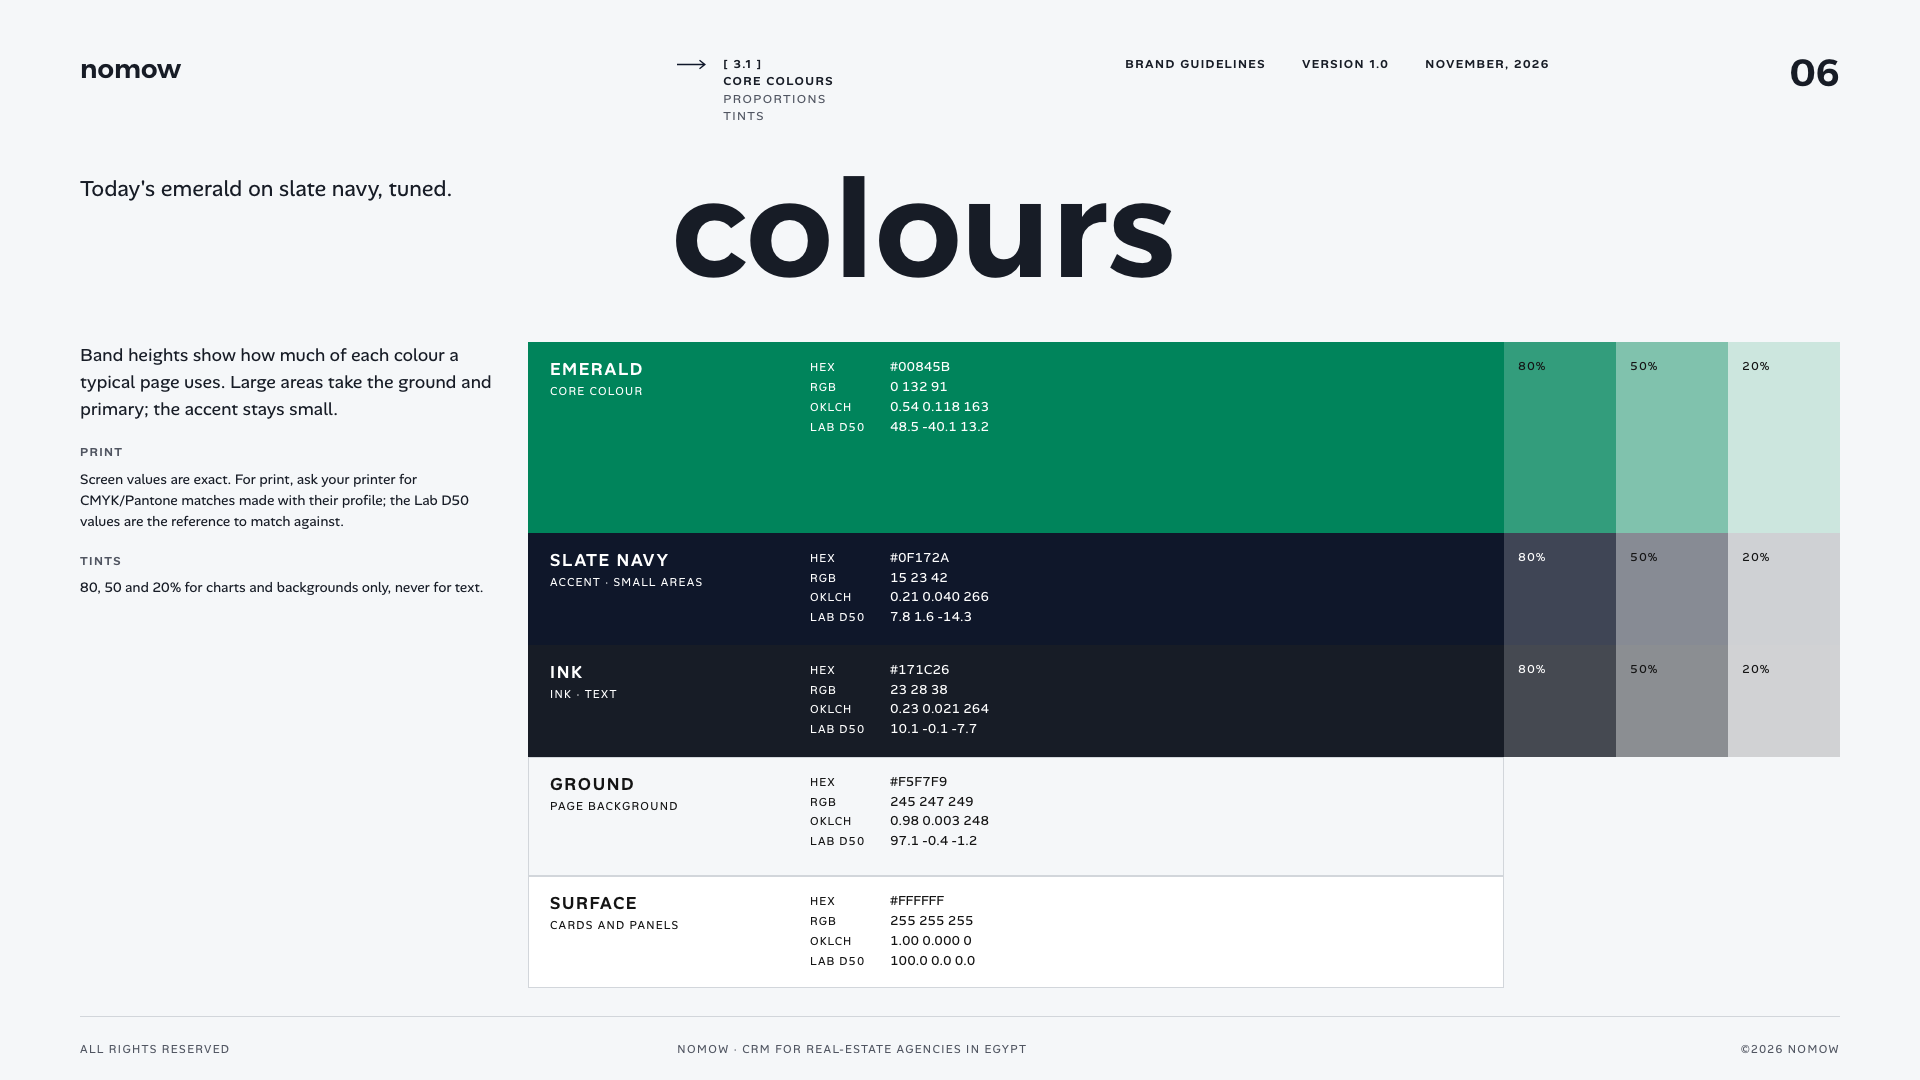 nomow
[ 3.1 ]
CORE COLOURS
PROPORTIONS
TINTS
BRAND GUIDELINES VERSION 1.0 NOVEMBER, 2026
06
Today's emerald on slate navy, tuned.
colours
Band heights show how much of each colour a
typical page uses. Large areas take the ground and
primary; the accent stays small.
PRINT
Screen values are exact. For print, ask your printer for
CMYK/Pantone matches made with their profile; the Lab D50
values are the reference to match against.
TINTS
80, 50 and 20% for charts and backgrounds only, never for text.
EMERALD
CORE COLOUR
HEX #00845B
RGB 0 132 91
OKLCH 0.54 0.118 163
LAB D50 48.5 -40.1 13.2
80% 50% 20%
SLATE NAVY
ACCENT · SMALL AREAS
HEX #0F172A
RGB 15 23 42
OKLCH 0.21 0.040 266
LAB D50 7.8 1.6 -14.3
80% 50% 20%
INK
INK · TEXT
HEX #171C26
RGB 23 28 38
OKLCH 0.23 0.021 264
LAB D50 10.1 -0.1 -7.7
80% 50% 20%
GROUND
PAGE BACKGROUND
HEX #F5F7F9
RGB 245 247 249
OKLCH 0.98 0.003 248
LAB D50 97.1 -0.4 -1.2
SURFACE
CARDS AND PANELS
HEX #FFFFFF
RGB 255 255 255
OKLCH 1.00 0.000 0
LAB D50 100.0 0.0 0.0
ALL RIGHTS RESERVED
NOMOW · CRM FOR REAL-ESTATE AGENCIES IN EGYPT
©2026 NOMOW